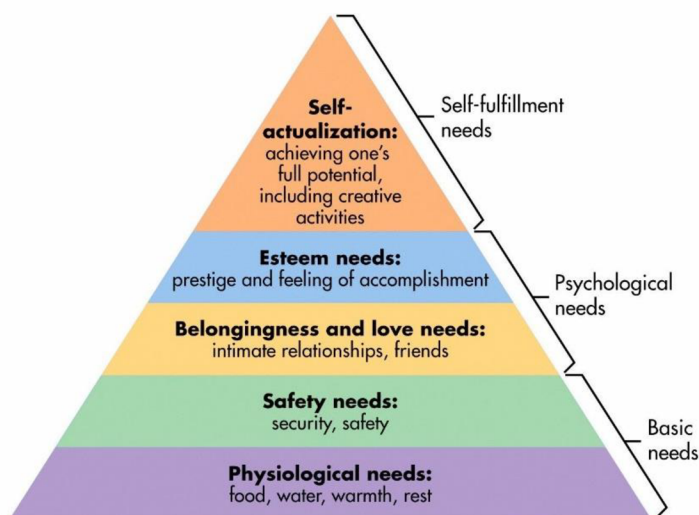 Self-
actualization:
achieving one's
full potential,
including creative
activities
Self-fulfillment
needs
Esteem needs:
prestige and feeling of accomplishment
Belongingness and love needs:
intimate relationships, friends
Psychological
needs
Safety needs:
security, safety
Physiological needs:
food, water, warmth, rest
Basic
needs